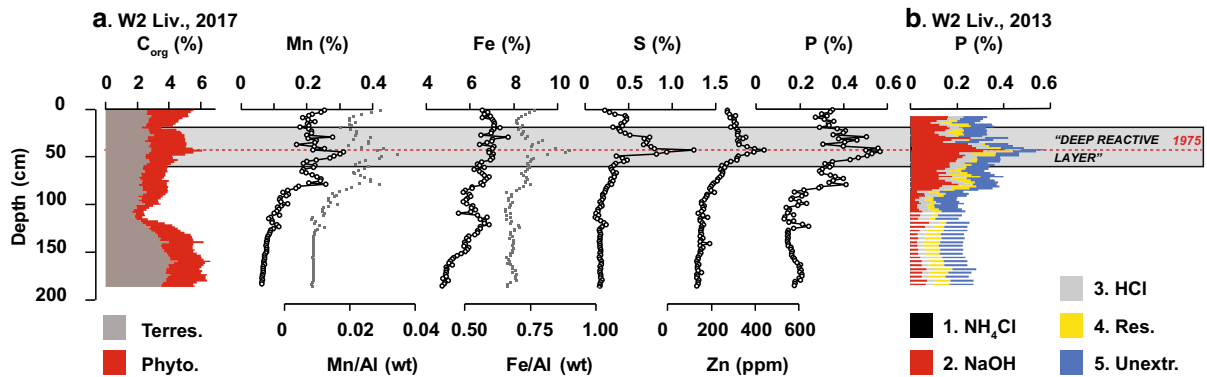 a. W2 Liv., 2017
b. W2 Liv., 2013
Corg (%) Mn (%) Fe (%) S (%) P (%) P (%)
0 2 4 6 0 0.2 0.4 4 6 8 10 0 0.5 1.0 1.5 0 0.2 0.4 0.6 0 0.2 0.4 0.6
Depth (cm)
0
50
100
150
200
"DEEP REACTIVE 1975
LAYER"
0 0.02 0.04 0.50 0.75 1.00 0 200 400 600
Mn/Al (wt) Fe/Al (wt) Zn (ppm)
Terres.
Phyto.
1. NH4Cl
2. NaOH
3. HCl
4. Res.
5. Unextr.